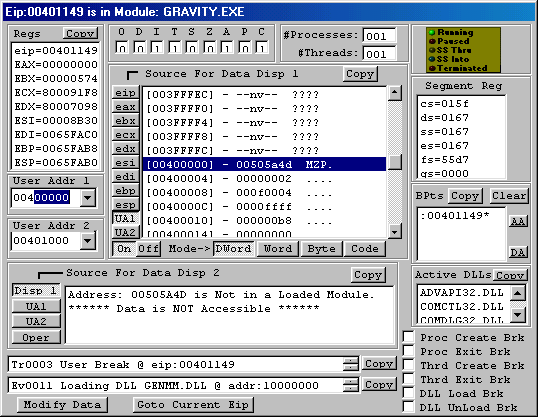 Eip:00401149 is in Module: GRAVITY.EXE
Regs Copy
eip=00401149
EAX=00000000
EBX=00000574
ECX=800091F8
EDX=80007098
ESI=00008B30
EDI=0065FAC0
EBP=0065FAB8
ESP=0065FAB0
User Addr 1
00400000
User Addr 2
00401000
O D I T S Z A P C
0 0 1 0 0 1 0 1 0
#Processes: 001
#Threads: 001
Running
Paused
SS Thru
SS Into
Terminated
Source For Data Disp 1 Copy
eip [003FFFEC] - --nv-- ????
eax [003FFFF0] - --nv-- ????
ebx [003FFFF4] - --nv-- ????
ecx [003FFFF8] - --nv-- ????
edx [003FFFFC] - --nv-- ????
esi [00400000] - 00505a4d MZP.
edi [00400004] - 00000002 ....
ebp [00400008] - 000f0004 ....
esp [0040000C] - 0000ffff ....
UA1 [00400010] - 000000b8 ....
UA2 [00400014] - 00000000 ....
On Off Mode-> DWord Word Byte Code
Segment Reg
cs=015f
ds=0167
ss=0167
es=0167
fs=55d7
gs=0000
BPts Copy Clear
:00401149*
AA
DA
Source For Data Disp 2 Copy
Disp 1
UA1
UA2
Oper
Address: 00505A4D is Not in a Loaded Module.
****** Data is NOT Accessible ******
Active DLLs Copy
ADVAPI32.DLL
COMCTL32.DLL
COMDLG32.DLL
Tr0003 User Break @ eip:00401149 Copy
Ev0011 Loading DLL GENMM.DLL @ addr:10000000 Copy
Modify Data Goto Current Eip
Proc Create Brk
Proc Exit Brk
Thrd Create Brk
Thrd Exit Brk
DLL Load Brk
DLL UnLoad Brk